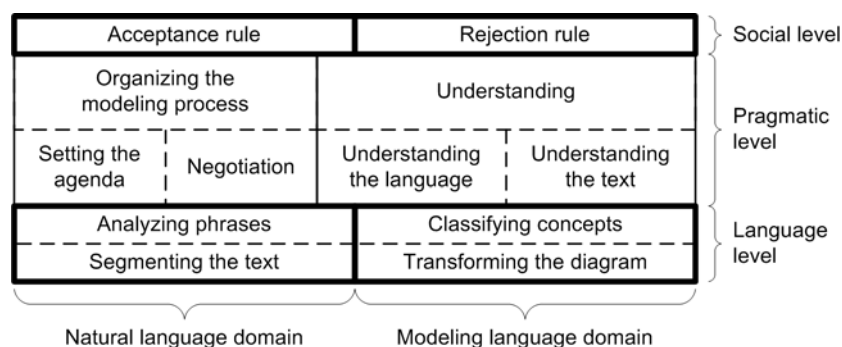 Acceptance rule
Rejection rule
Social level
Organizing the
modeling process
Understanding
Pragmatic
level
Setting the
agenda
Negotiation
Understanding
the language
Understanding
the text
Analyzing phrases
Classifying concepts
Language
level
Segmenting the text
Transforming the diagram
Natural language domain
Modeling language domain